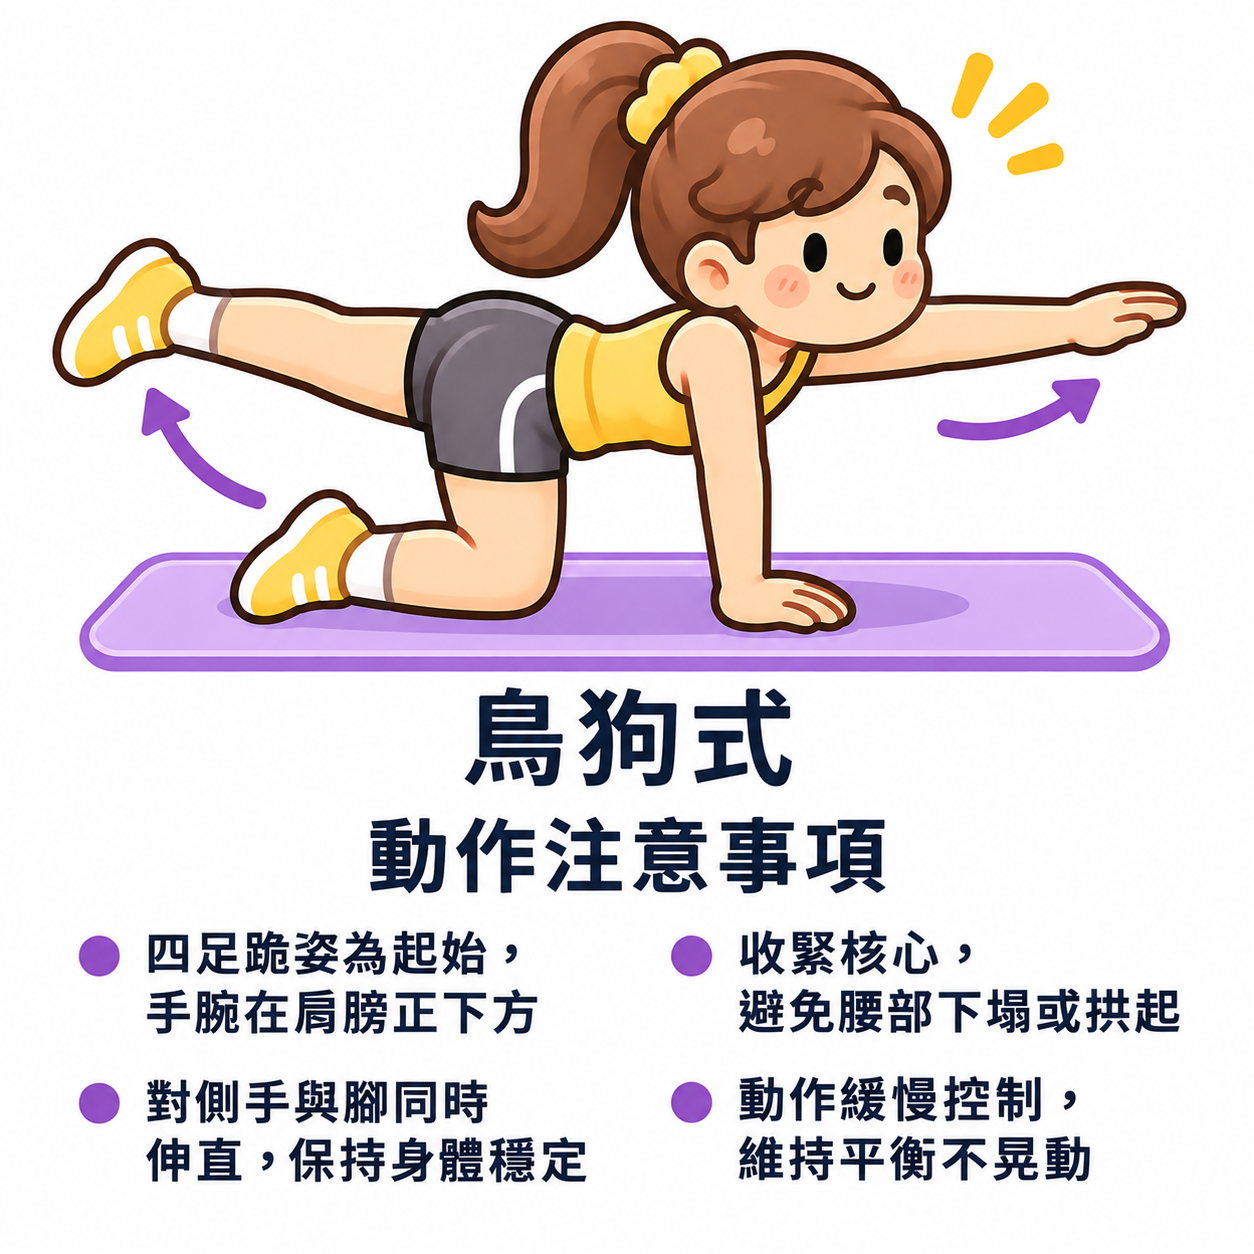 鳥狗式
動作注意事項
四足跪姿為起始，
手腕在肩膀正下方
對側手與腳同時
伸直，保持身體穩定
收緊核心，
避免腰部下塌或拱起
動作緩慢控制，
維持平衡不晃動